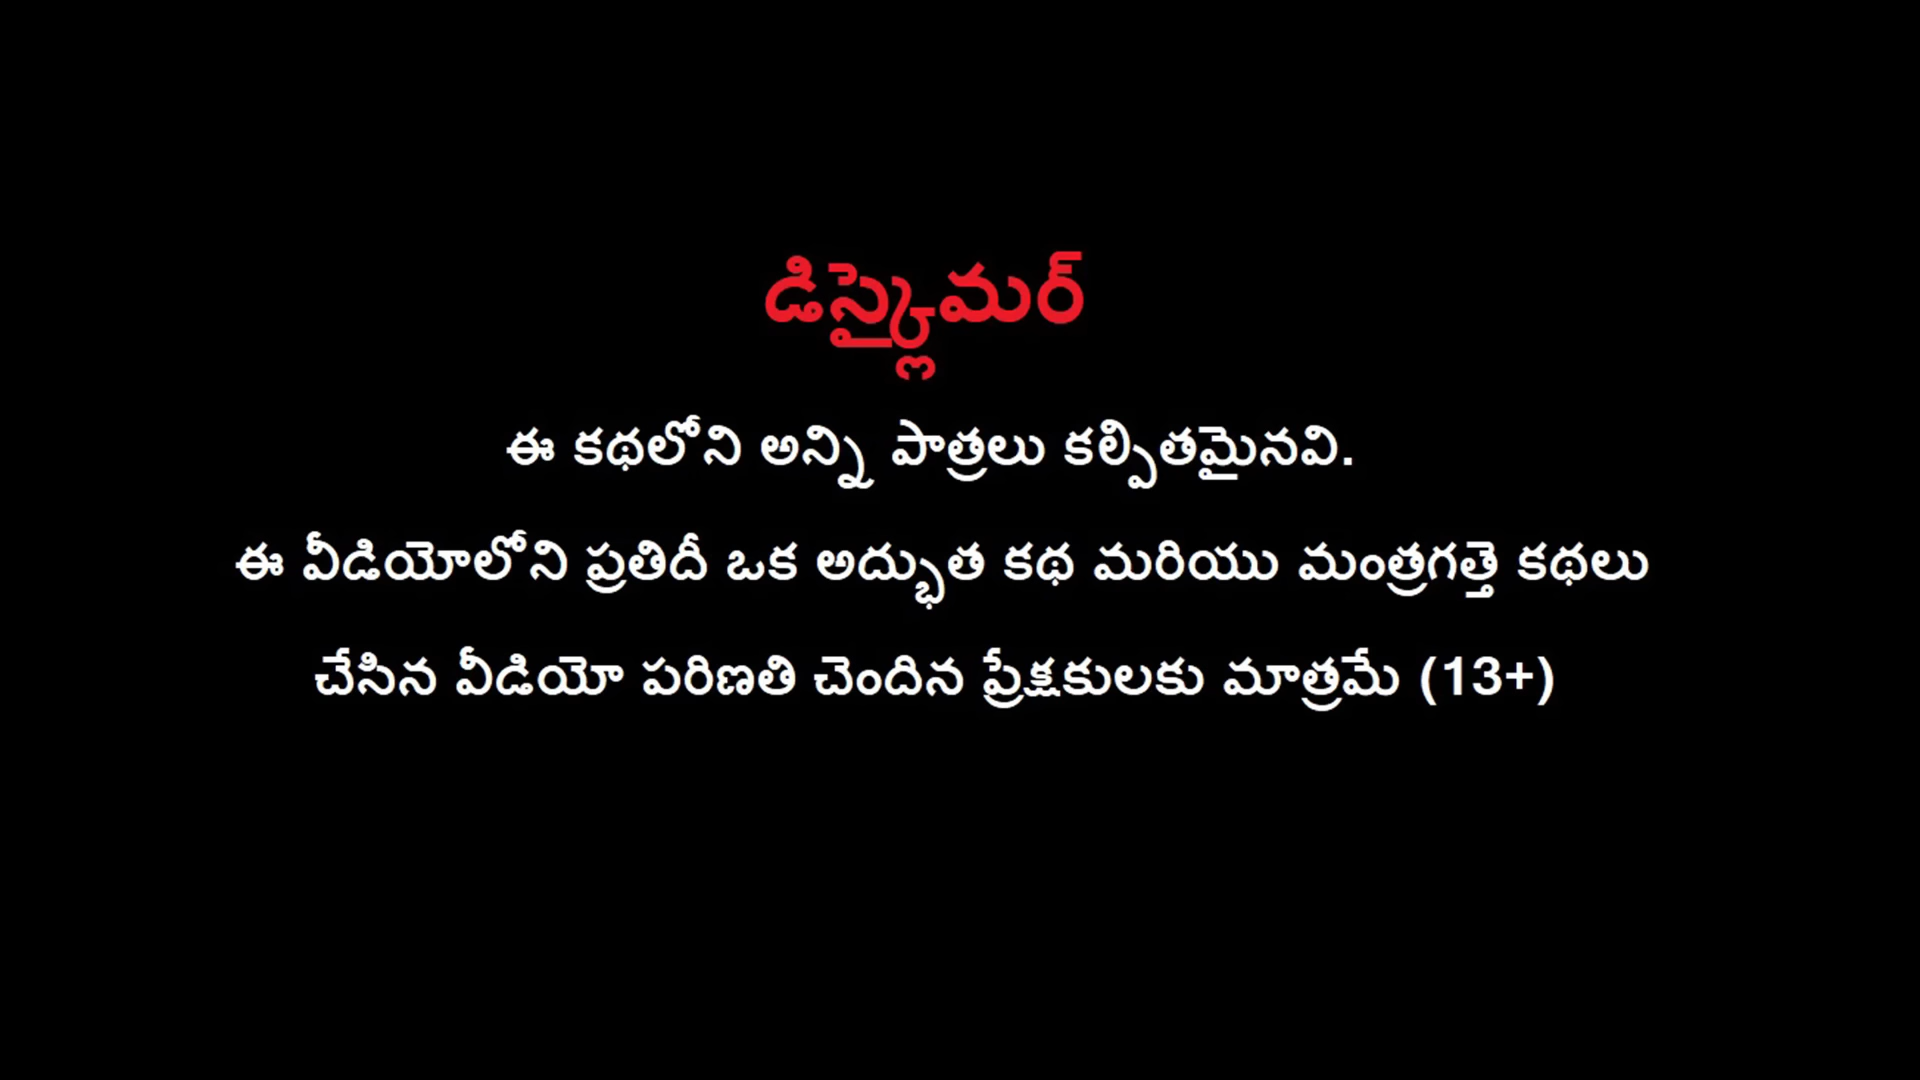 డిస్క్లైమర్
ఈ కథలోని అన్ని పాత్రలు కల్పితమైనవి.
ఈ వీడియోలోని ప్రతిదీ ఒక అద్భుత కథ మరియు మంత్రగత్తె కథలు
చేసిన వీడియో పరిణతి చెందిన ప్రేక్షకులకు మాత్రమే (13+)